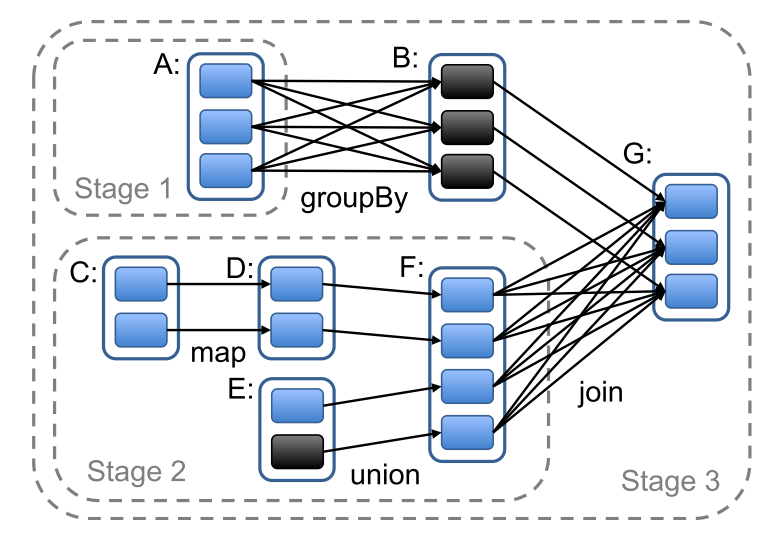 A:
B:
Stage 1
groupBy
G:
C:
D:
F:
map
E:
join
Stage 2
union
Stage 3